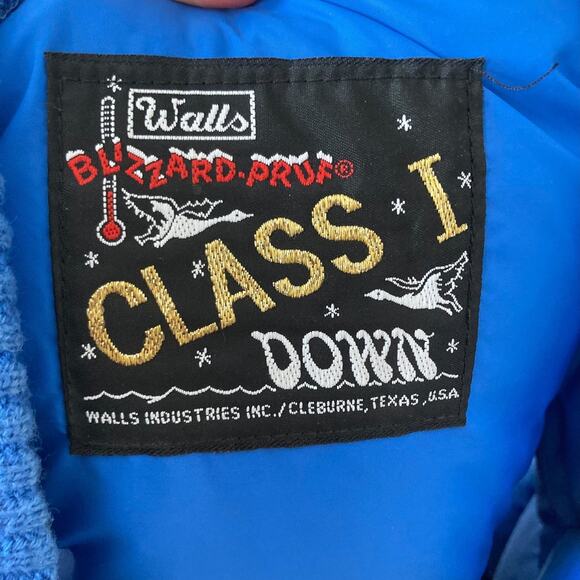 Walls
BLIZZARD-PRUF®
CLASS I
DOWN
WALLS INDUSTRIES INC./CLEBURNE, TEXAS, U.S.A.